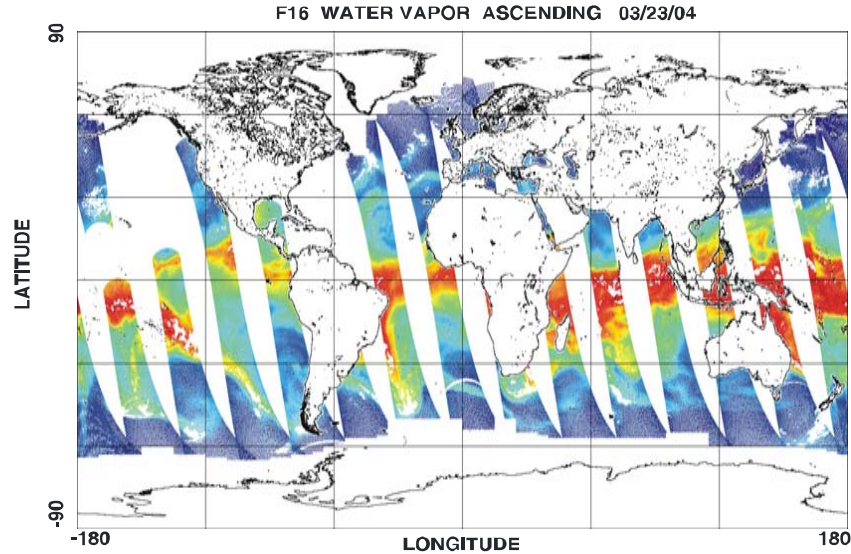 F16 WATER VAPOR ASCENDING 03/23/04
90
LATITUDE
-90
-180
LONGITUDE
180